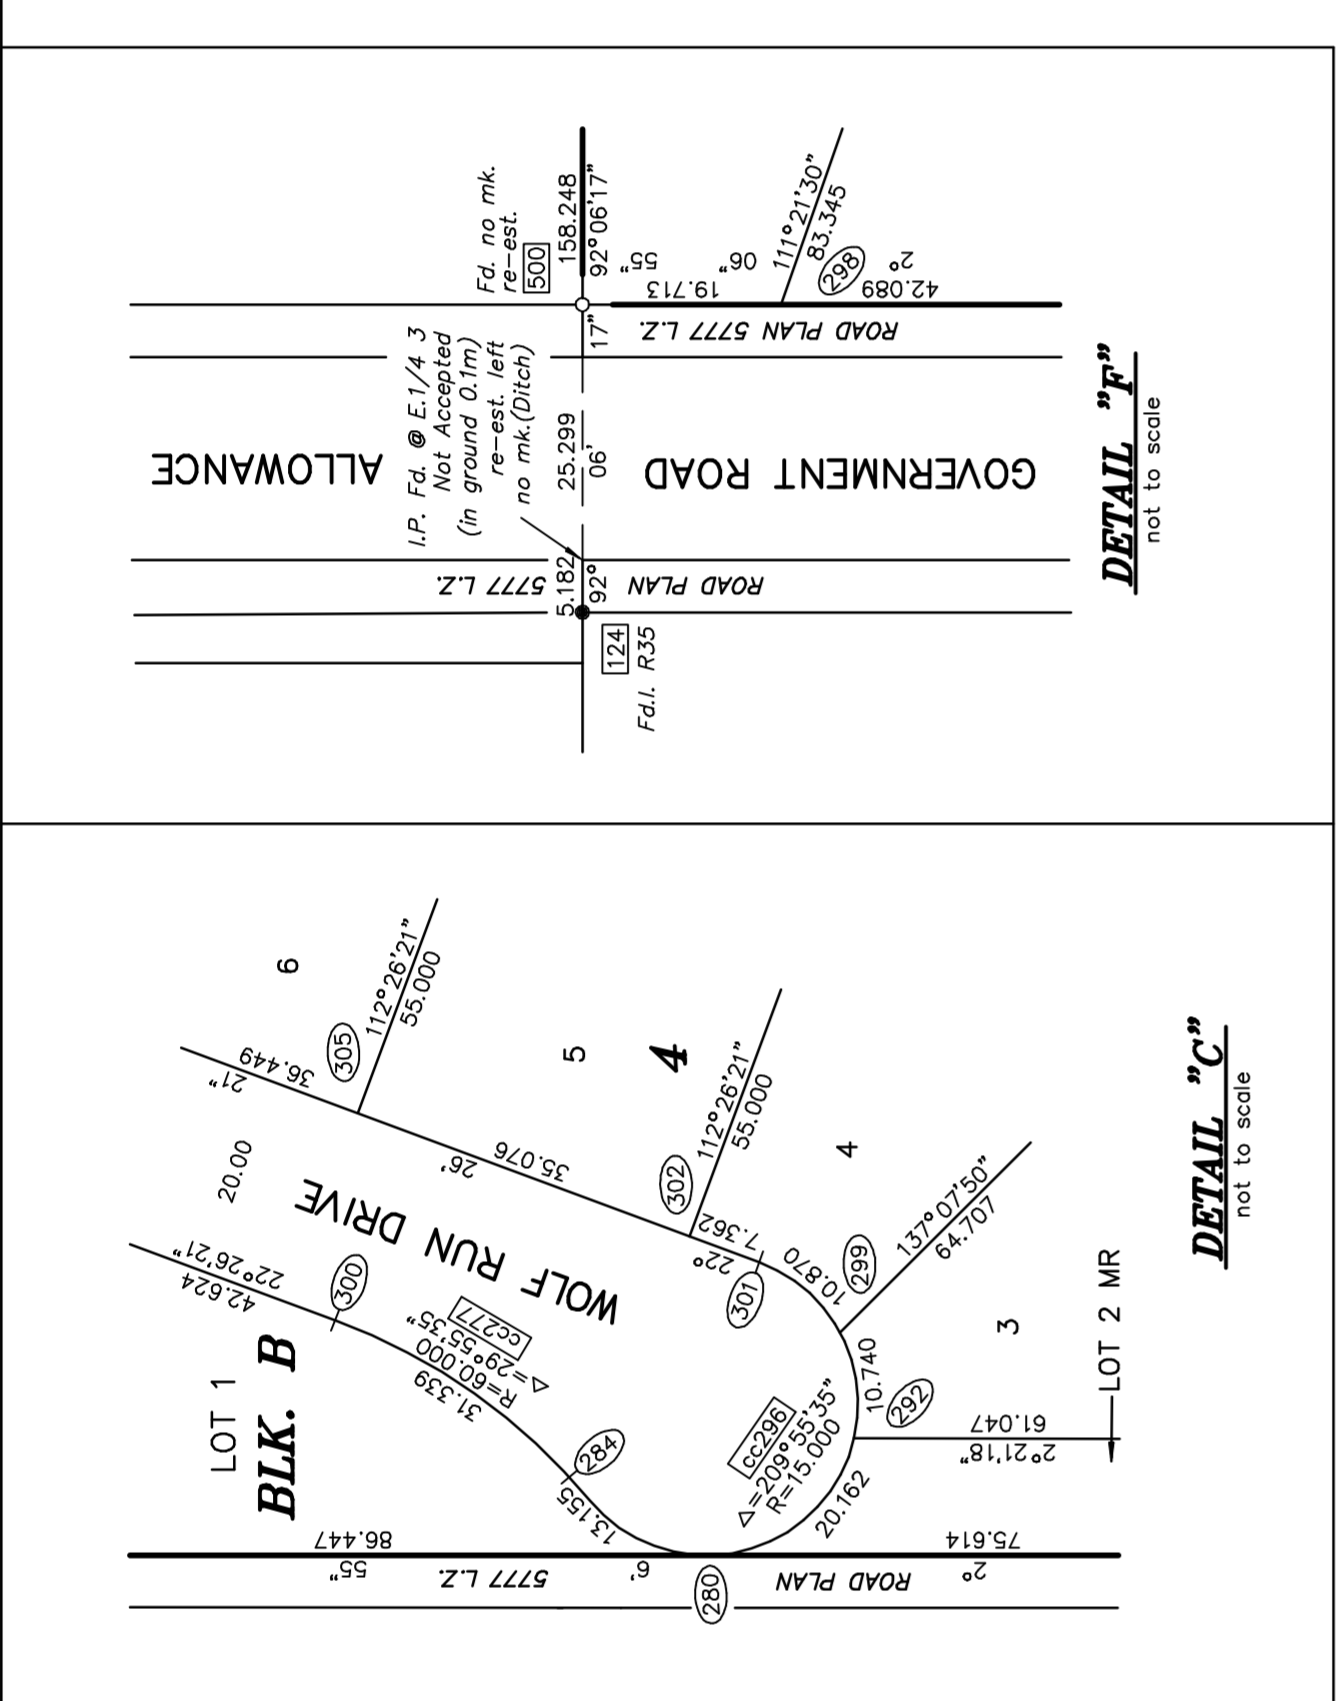 Fd. no mk.
re-est.
500
158.248
92°06'17"
111°21'30"
83.345
298
55"
06"
2°
19.713
42.089
17"
ROAD PLAN 5777 L.Z.
I.P. Fd. @ E.1/4 3
Not Accepted
(in ground 0.1m)
re-est. left
no mk.(Ditch)
25.299
06'
ALLOWANCE
GOVERNMENT ROAD
5.182
92°
5777 L.Z.
ROAD PLAN
124
Fd.I. R35
DETAIL "F"
not to scale
6
112°26'21"
55.000
305
36.449
21"
5
4
112°26'21"
55.000
302
35.076
26'
20.00
WOLF RUN DRIVE
7.362
22°
301
10.870
299
4
137°07'50"
64.707
22°26'21"
42.624
300
cc277
Δ=29°55'35"
R=60.000
31.339
LOT 1
BLK. B
284
13.155
cc296
Δ=209°55'35"
R=15.000
10.740
292
3
20.162
61.047
2°21'18"
LOT 2 MR
86.447
75.614
55"
5777 L.Z.
6'
280
ROAD PLAN
2°
DETAIL "C"
not to scale